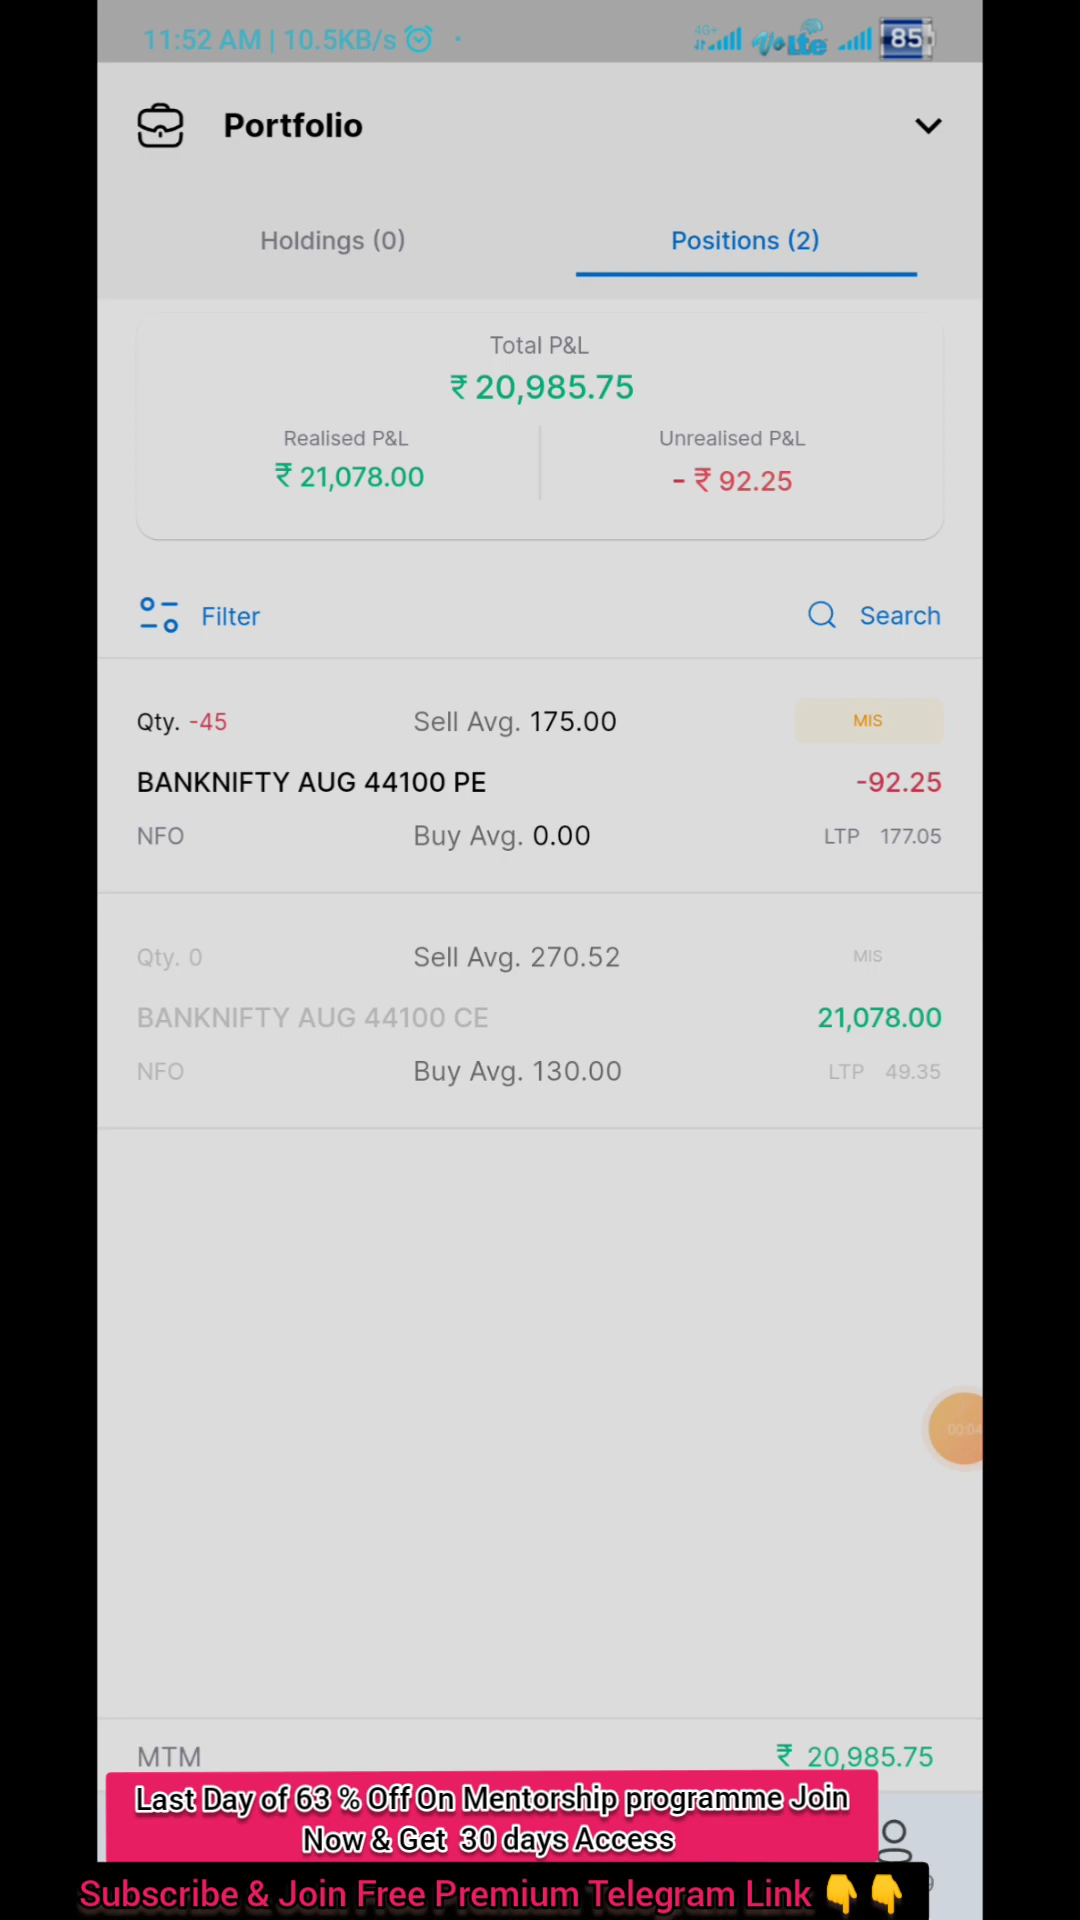 11:52 AM | 10.5KB/s
4G+ VoLTE 85
Portfolio
Holdings (0) Positions (2)
Total P&L
₹ 20,985.75
Realised P&L Unrealised P&L
₹ 21,078.00 - ₹ 92.25
Filter Search
Qty. -45 Sell Avg. 175.00 MIS
BANKNIFTY AUG 44100 PE -92.25
NFO Buy Avg. 0.00 LTP 177.05
Qty. 0 Sell Avg. 270.52 MIS
BANKNIFTY AUG 44100 CE 21,078.00
NFO Buy Avg. 130.00 LTP 49.35
00:04
MTM ₹ 20,985.75
Last Day of 63 % Off On Mentorship programme Join
Now & Get 30 days Access
Subscribe & Join Free Premium Telegram Link 👇👇